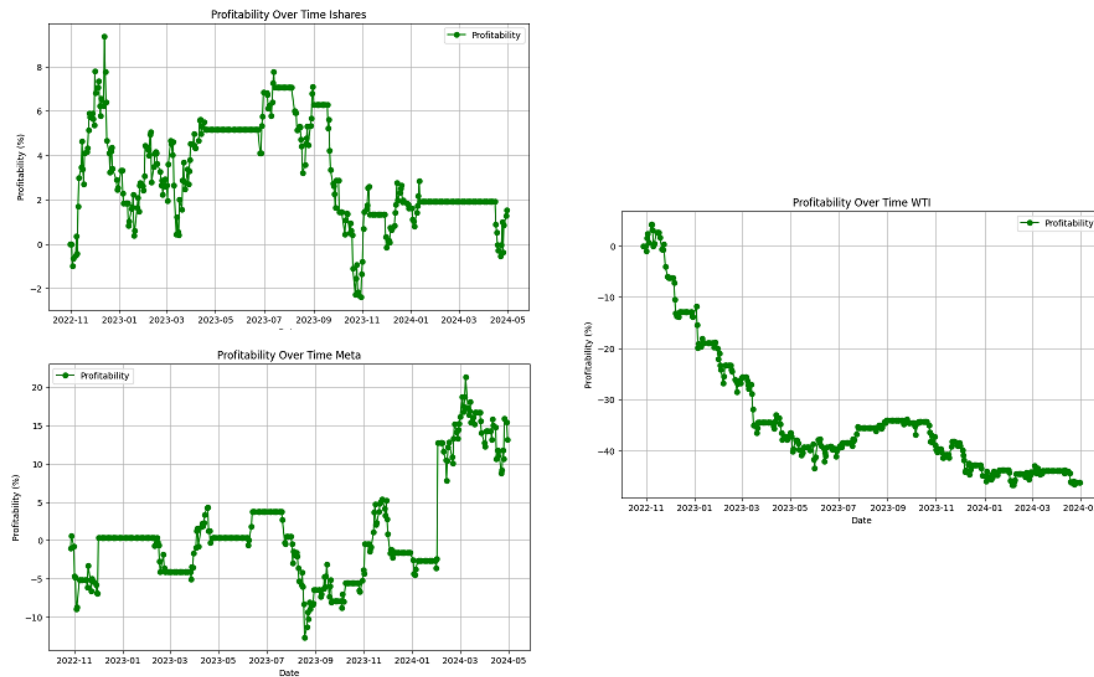 Profitability Over Time Ishares
Profitability
Profitability (%)
8
6
4
2
0
−2
2022-11 2023-01 2023-03 2023-05 2023-07 2023-09 2023-11 2024-01 2024-03 2024-05
Profitability Over Time Meta
Profitability
Profitability (%)
20
15
10
5
0
−5
−10
2022-11 2023-01 2023-03 2023-05 2023-07 2023-09 2023-11 2024-01 2024-03 2024-05
Date
Profitability Over Time WTI
Profitability
Profitability (%)
0
−10
−20
−30
−40
2022-11 2023-01 2023-03 2023-05 2023-07 2023-09 2023-11 2024-01 2024-03
Date